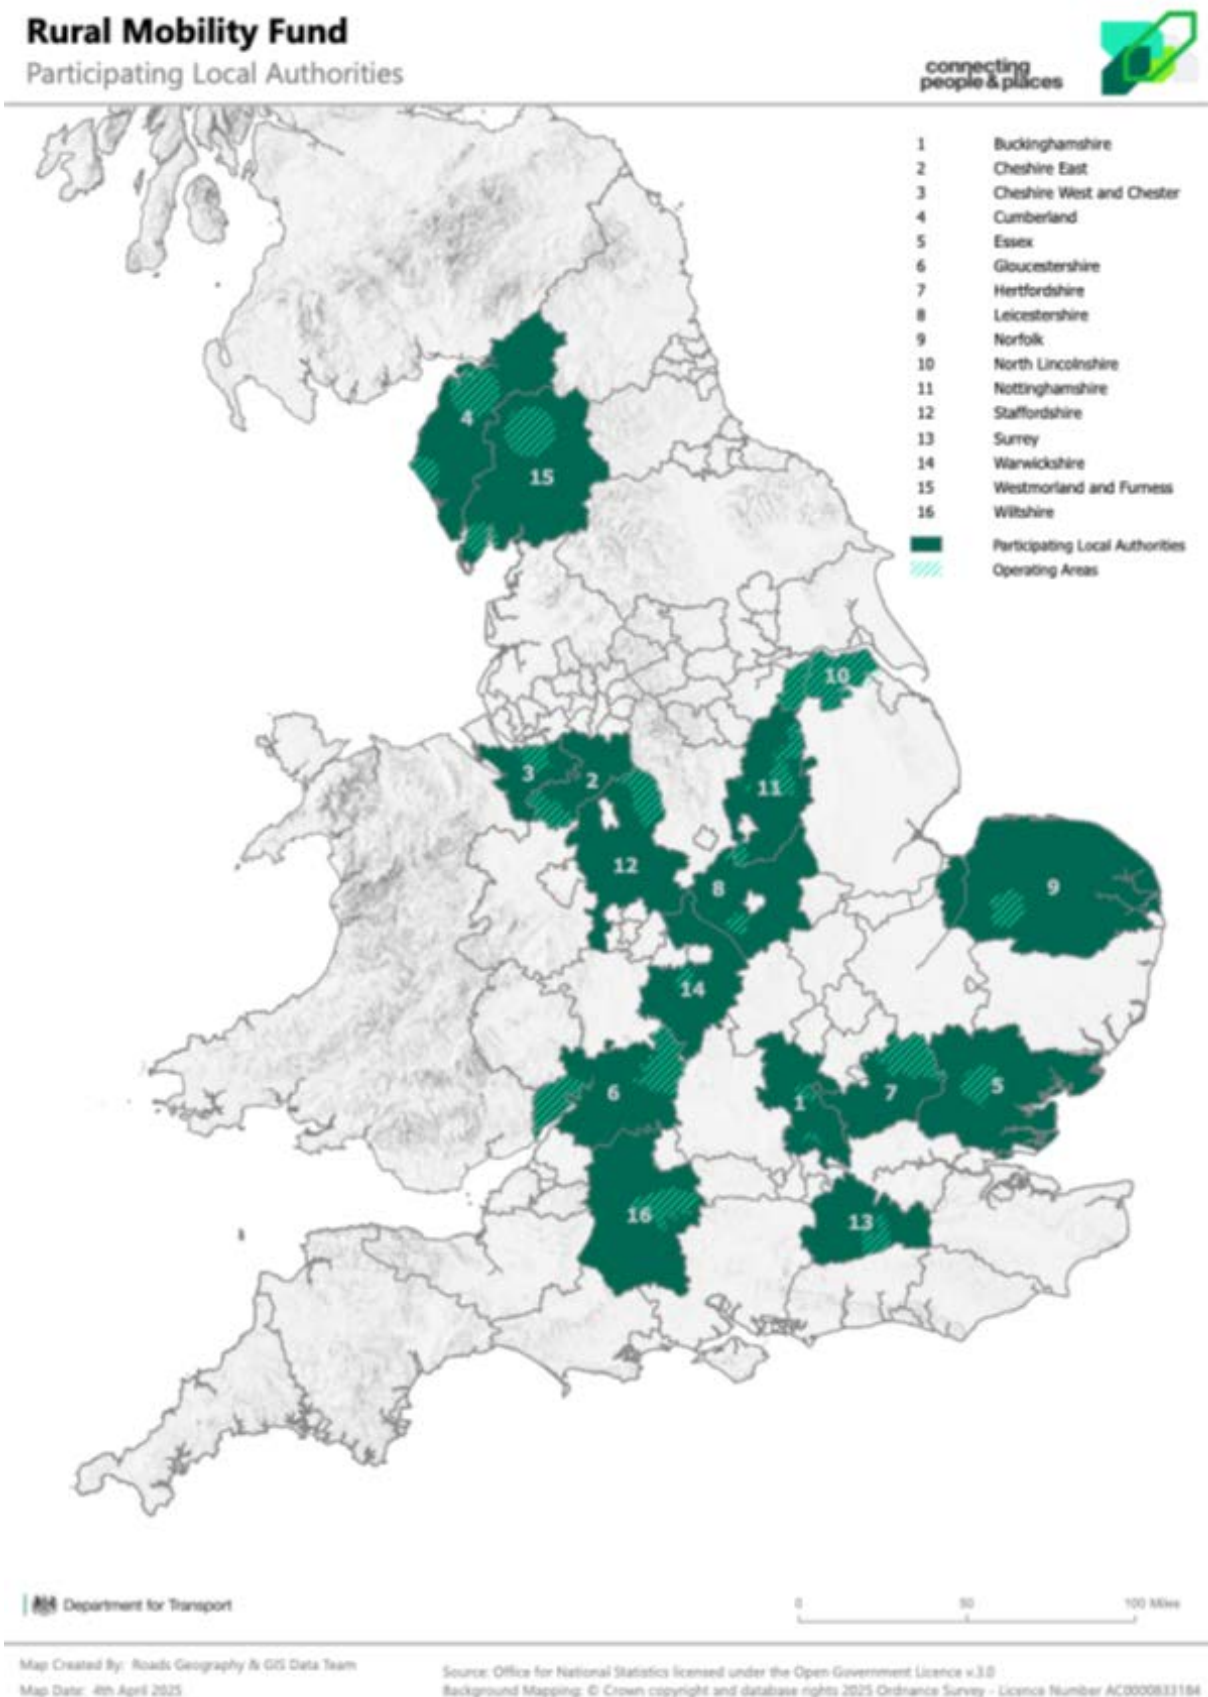 Rural Mobility Fund
Participating Local Authorities
connecting
people & places
1 Buckinghamshire
2 Cheshire East
3 Cheshire West and Chester
4 Cumberland
5 Essex
6 Gloucestershire
7 Hertfordshire
8 Leicestershire
9 Norfolk
10 North Lincolnshire
11 Nottinghamshire
12 Staffordshire
13 Surrey
14 Warwickshire
15 Westmorland and Furness
16 Wiltshire
Participating Local Authorities
Operating Areas
4
15
10
3
2
11
12
8
9
14
6
1
7
5
16
13
Department for Transport
0 50 100 Miles
Map Created By: Roads Geography & GIS Data Team
Map Date: 4th April 2025
Source: Office for National Statistics licensed under the Open Government Licence v.3.0
Background Mapping: © Crown copyright and database rights 2025 Ordnance Survey - Licence Number AC0000833184